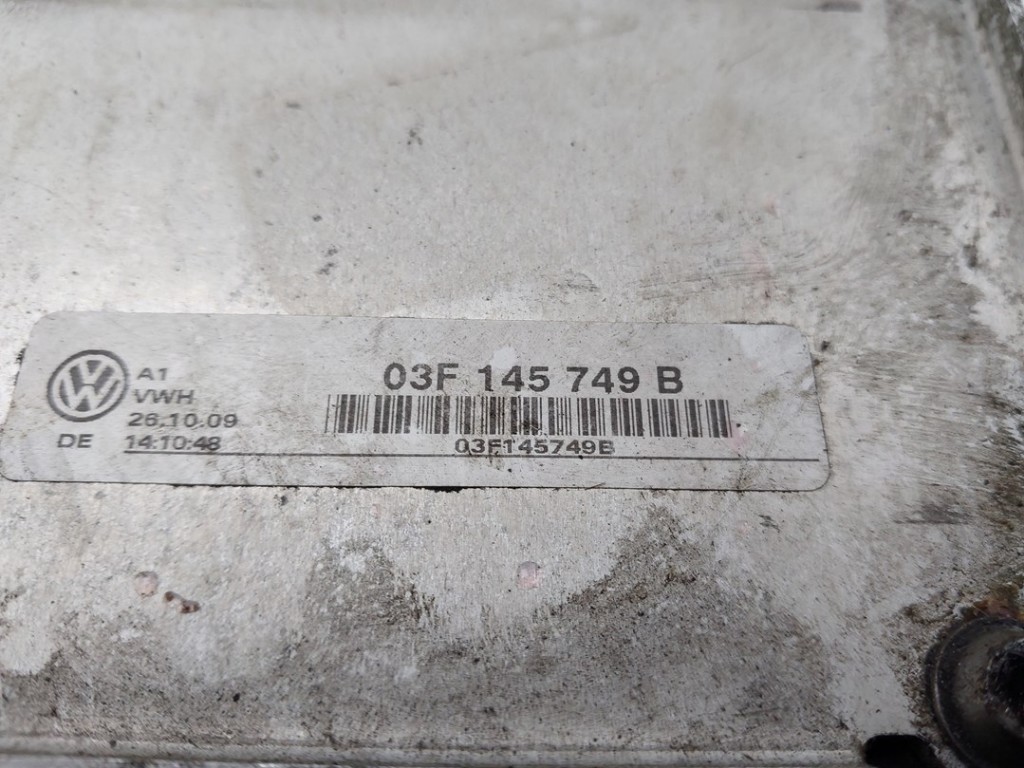 A1
VWH
26.10.09
DE 14:10:48
03F 145 749 B
03F145749B